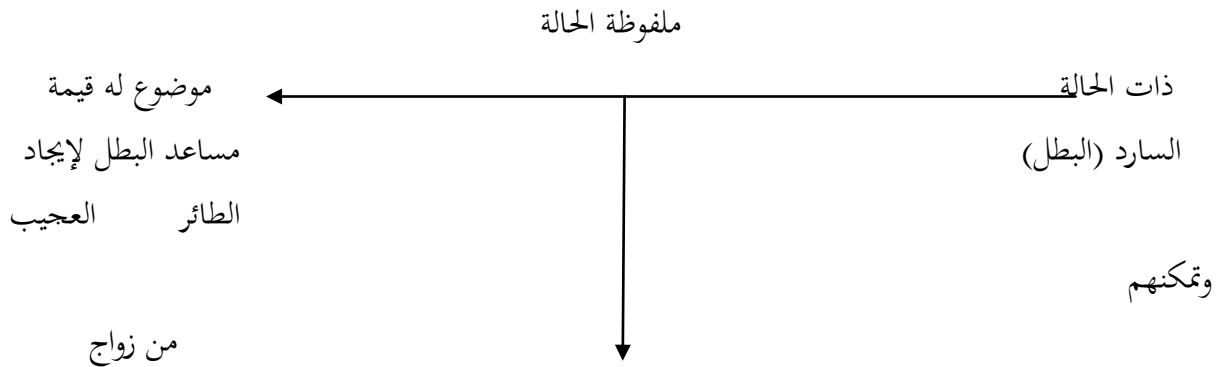 ملفوظة الحالة
ذات الحالة موضوع له قيمة
السارد (البطل) مساعد البطل لإيجاد
الطائر العجيب
وتمكنهم
من زواج